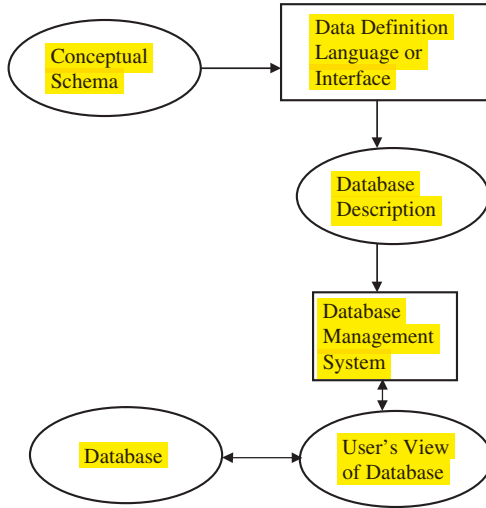 Conceptual
Schema
Data Definition
Language or
Interface
Database
Description
Database
Management
System
Database
User's View
of Database